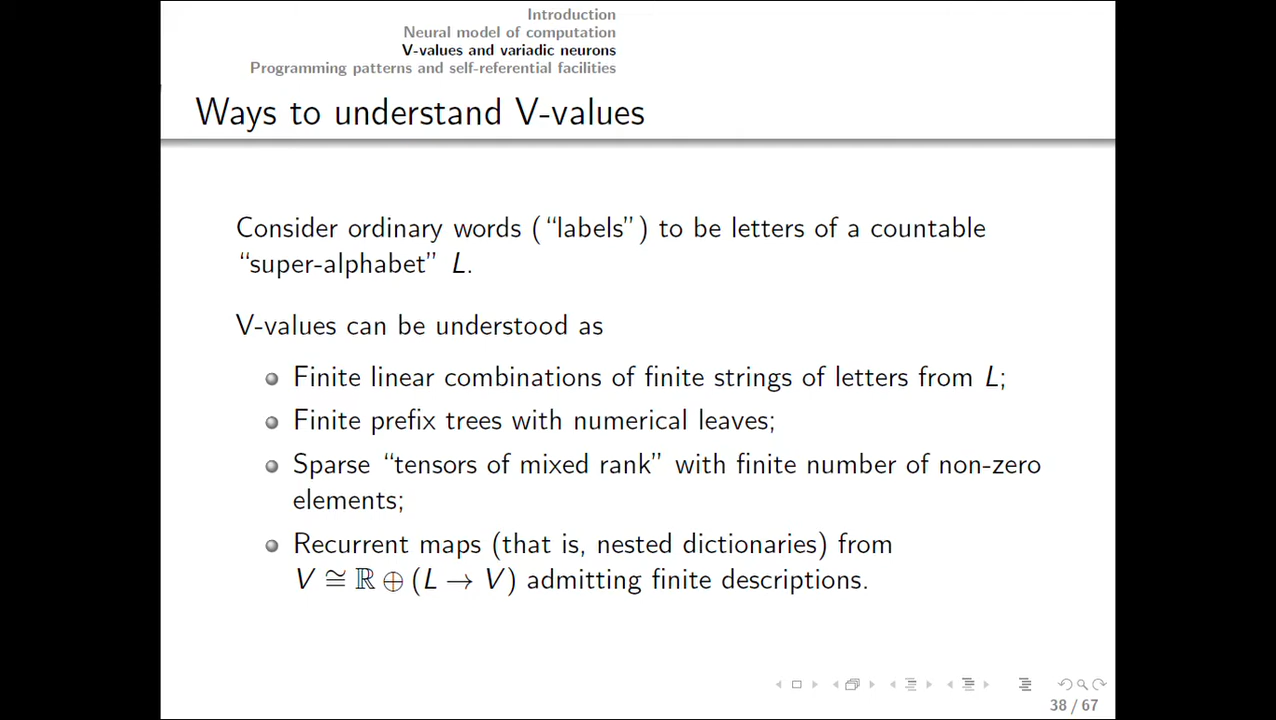 Introduction
Neural model of computation
V-values and variadic neurons
Programming patterns and self-referential facilities
Ways to understand V-values
Consider ordinary words (“labels”) to be letters of a countable
“super-alphabet” L.
V-values can be understood as
Finite linear combinations of finite strings of letters from L;
Finite prefix trees with numerical leaves;
Sparse “tensors of mixed rank” with finite number of non-zero
elements;
Recurrent maps (that is, nested dictionaries) from
V ≅ ℝ ⊕ (L → V) admitting finite descriptions.
38 / 67